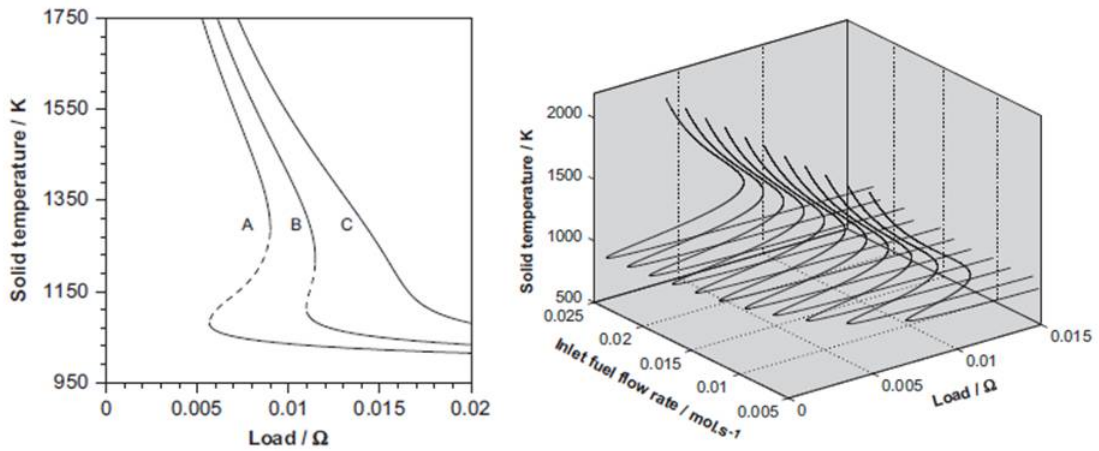 1750
1550
1350
1150
950
Solid temperature / K
A
B
C
0
0.005
0.01
0.015
0.02
Load / Ω
2000
1500
1000
500
Solid temperature / K
0.025
0.02
0.015
0.01
0.005
Inlet fuel flow rate / mol.s-1
0
0.005
0.01
0.015
Load / Ω